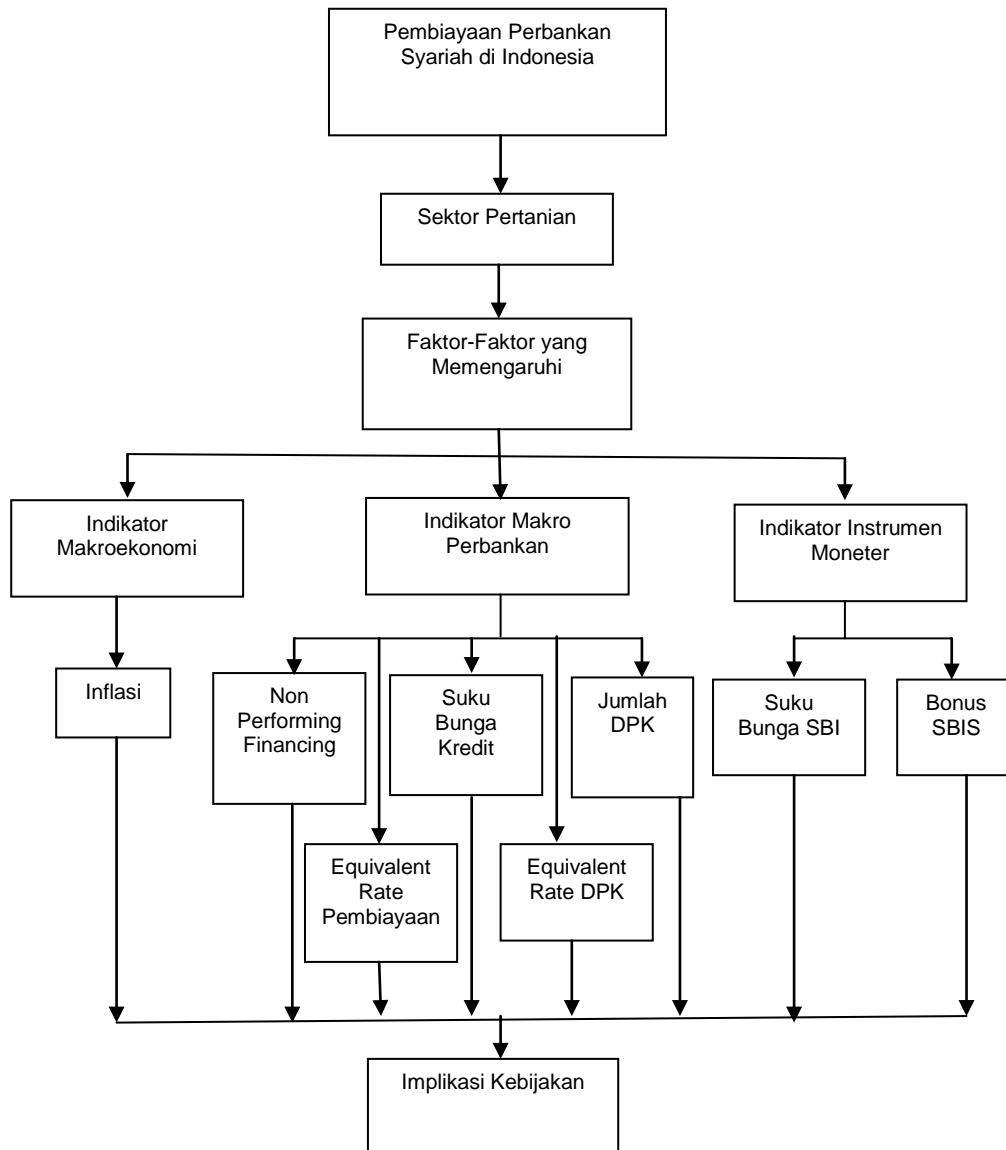 Pembiayaan Perbankan
Syariah di Indonesia
Sektor Pertanian
Faktor-Faktor yang
Memengaruhi
Indikator
Makroekonomi
Indikator Makro
Perbankan
Indikator Instrumen
Moneter
Inflasi
Non
Performing
Financing
Suku
Bunga
Kredit
Jumlah
DPK
Suku
Bunga SBI
Bonus
SBIS
Equivalent
Rate
Pembiayaan
Equivalent
Rate DPK
Implikasi Kebijakan